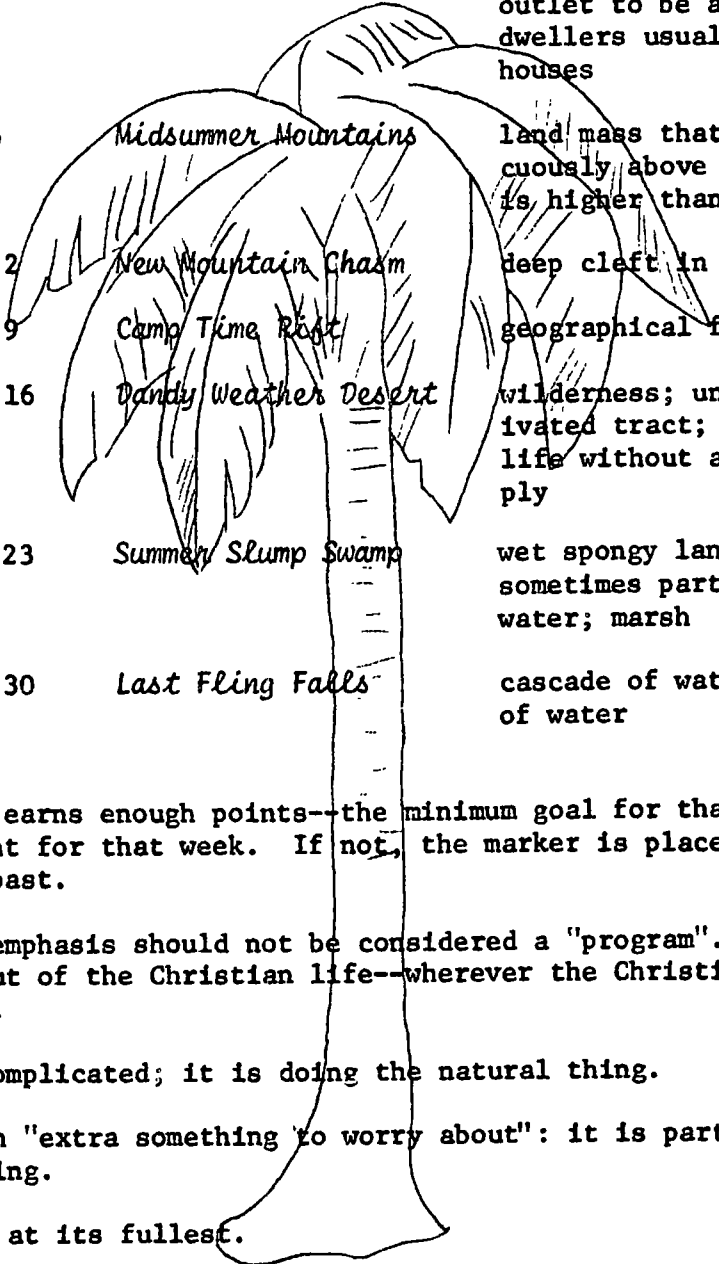 outlet to be a
dwellers usual
houses
Midsummer Mountains land mass that
cuously above
is higher than
2 New Mountain Chasm deep cleft in
9 Camp Time Rift geographical f
16 Dandy Weather Desert wilderness; un
ivated tract;
life without a
ply
23 Summer Slump Swamp wet spongy lan
sometimes part
water; marsh
30 Last Fling Falls cascade of wat
of water
earns enough points--the minimum goal for tha
t for that week. If not, the marker is place
past.
emphasis should not be considered a "program".
ut of the Christian life--wherever the Christi
omplicated; it is doing the natural thing.
n "extra something to worry about": it is part
ing.
at its fullest.